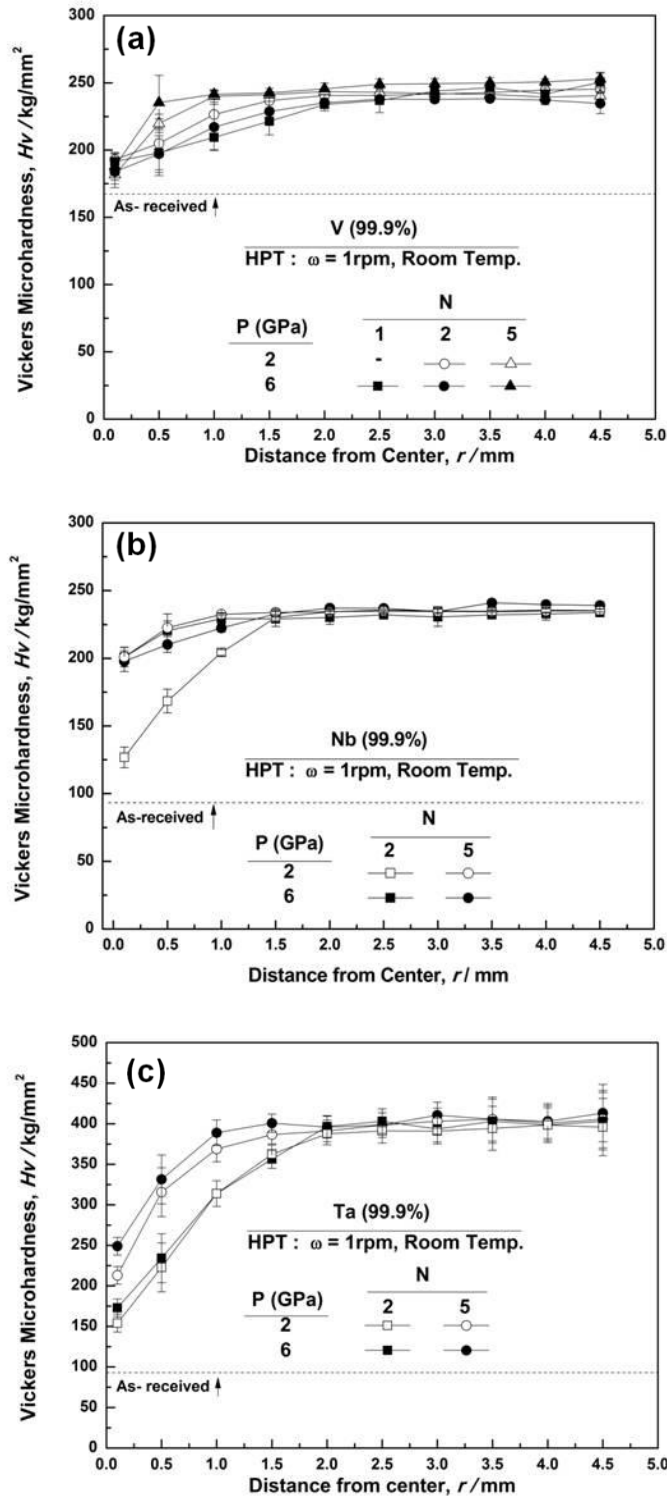 (a)
300
250
200
150
100
50
0
Vickers Microhardness, Hv / kg/mm²
As- received
V (99.9%)
HPT : ω = 1rpm, Room Temp.
P (GPa) N
1 2 5
2 -
6
0.0 0.5 1.0 1.5 2.0 2.5 3.0 3.5 4.0 4.5 5.0
Distance from Center, r / mm
(b)
300
250
200
150
100
50
0
Vickers Microhardness, Hv / kg/mm²
Nb (99.9%)
HPT : ω = 1rpm, Room Temp.
As-received
P (GPa) N
2 5
2
6
0.0 0.5 1.0 1.5 2.0 2.5 3.0 3.5 4.0 4.5 5.0
Distance from Center, r / mm
(c)
500
450
400
350
300
250
200
150
100
50
0
Vickers Microhardness, Hv / kg/mm²
Ta (99.9%)
HPT : ω = 1rpm, Room Temp.
P (GPa) N
2 5
2
6
As- received
0.0 0.5 1.0 1.5 2.0 2.5 3.0 3.5 4.0 4.5 5.0
Distance from center, r / mm